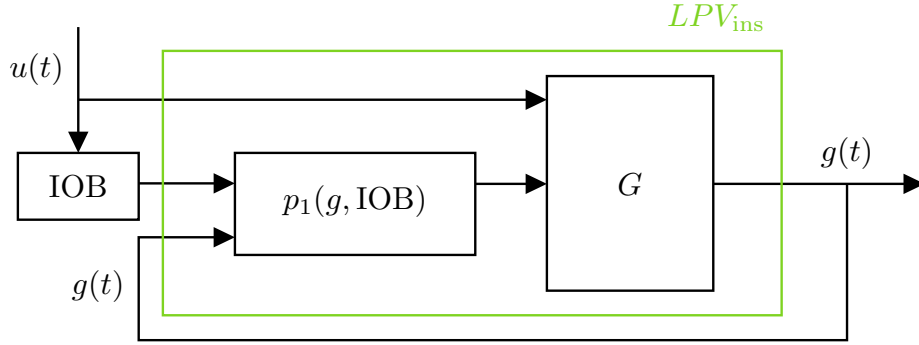 LPV_ins
u(t)
IOB
p_1(g, IOB)
G
g(t)
g(t)